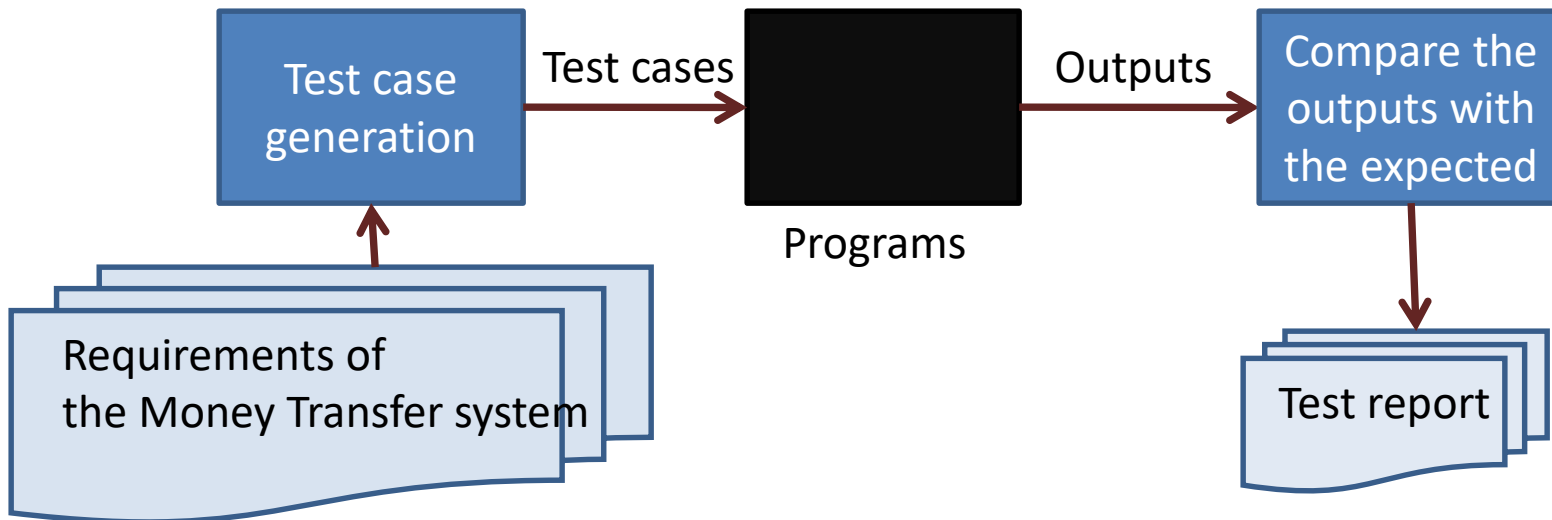 Test case
generation
Test cases
Programs
Outputs
Compare the
outputs with
the expected
Requirements of
the Money Transfer system
Test report